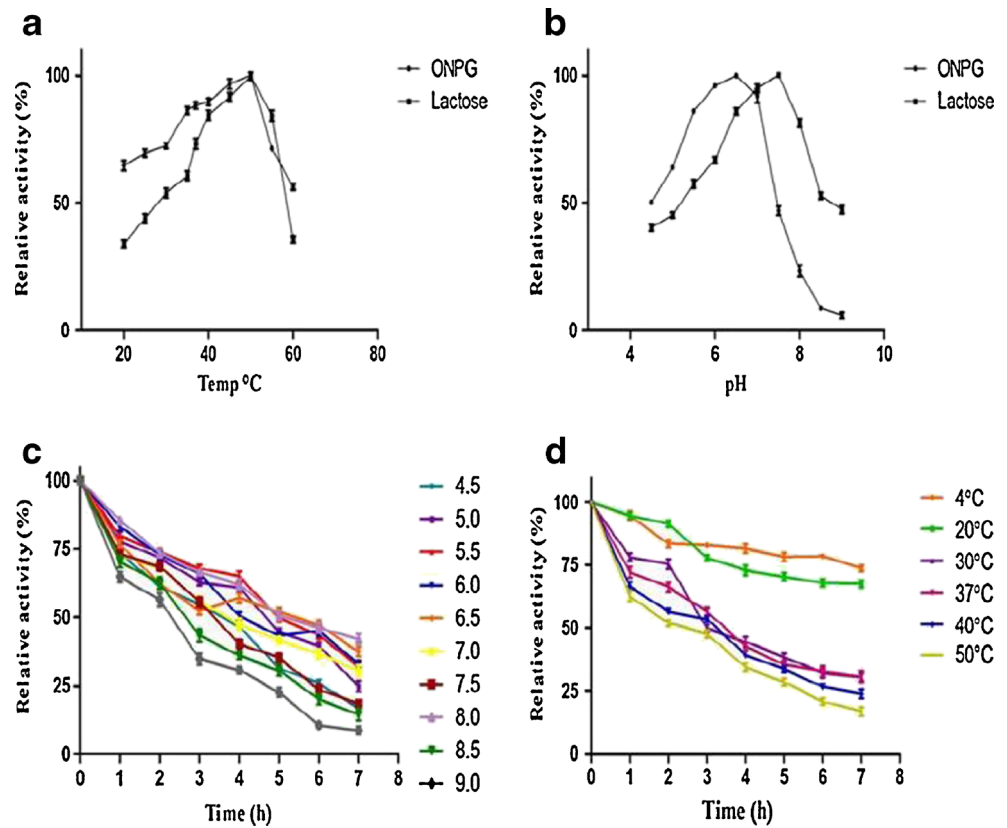 a
Relative activity (%)
100
50
0
20
40
60
80
Temp ºC
ONPG
Lactose
b
Relative activity (%)
100
50
0
4
6
8
10
pH
ONPG
Lactose
c
Relative activity (%)
100
75
50
25
0
0
1
2
3
4
5
6
7
8
Time (h)
4.5
5.0
5.5
6.0
6.5
7.0
7.5
8.0
8.5
9.0
d
Relative activity (%)
100
75
50
25
0
0
1
2
3
4
5
6
7
8
Time (h)
4ºC
20°C
30°C
37°C
40°C
50°C